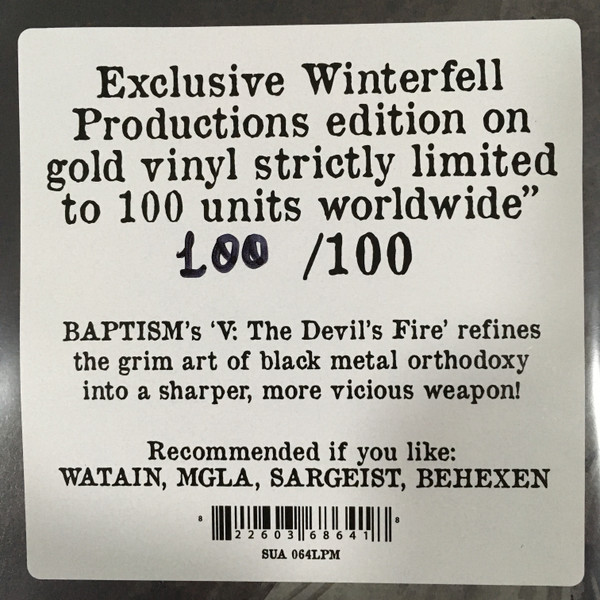 Exclusive Winterfell
Productions edition on
gold vinyl strictly limited
to 100 units worldwide”
100 /100
BAPTISM's 'V: The Devil's Fire' refines
the grim art of black metal orthodoxy
into a sharper, more vicious weapon!
Recommended if you like:
WATAIN, MGLA, SARGEIST, BEHEXEN
8 22603 68641 8
SUA 064LPM